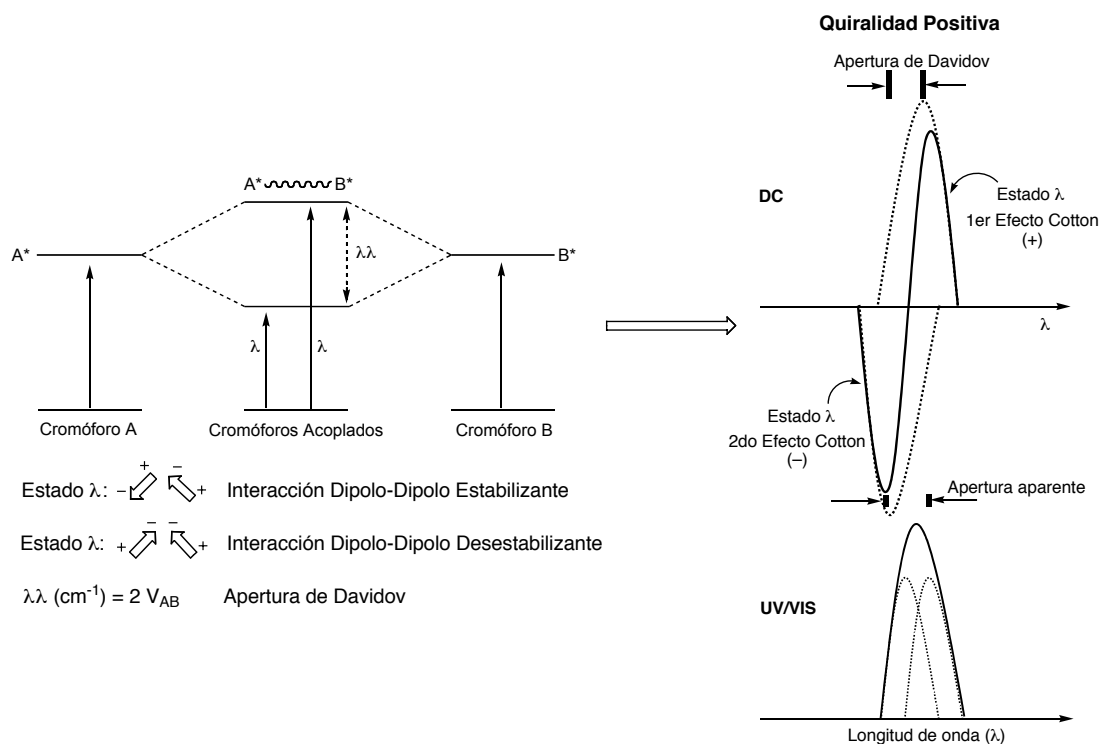 Quiralidad Positiva
Apertura de Davidov
A* B*
A*
λλ
B*
λ
λ
Cromóforo A
Cromóforos Acoplados
Cromóforo B
DC
Estado λ
1er Efecto Cotton
(+)
λ
Estado λ
2do Efecto Cotton
(–)
Apertura aparente
Estado λ: – + – + Interacción Dipolo-Dipolo Estabilizante
Estado λ: + – – + Interacción Dipolo-Dipolo Desestabilizante
λλ (cm⁻¹) = 2 V_AB Apertura de Davidov
UV/VIS
Longitud de onda (λ)